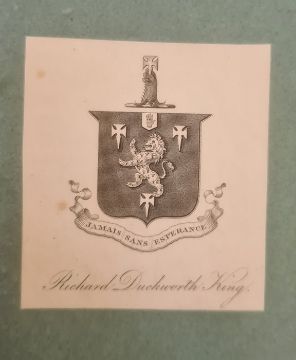 JAMAIS SANS ESPERANCE
Richard Duckworth King.